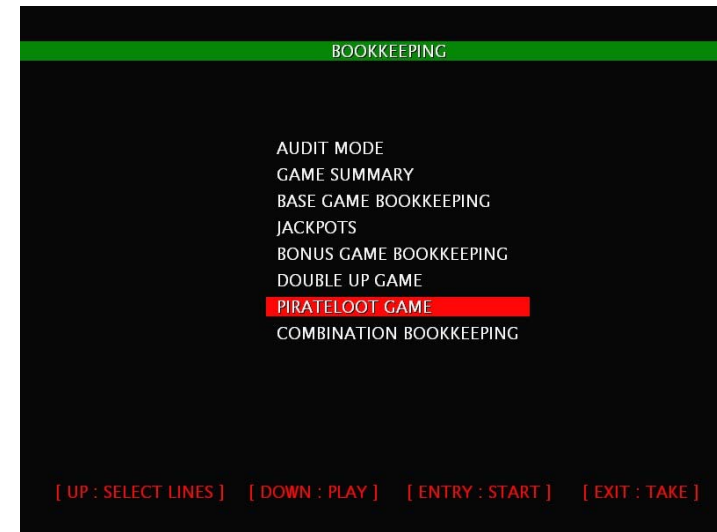 BOOKKEEPING
AUDIT MODE
GAME SUMMARY
BASE GAME BOOKKEEPING
JACKPOTS
BONUS GAME BOOKKEEPING
DOUBLE UP GAME
PIRATELOOT GAME
COMBINATION BOOKKEEPING
[ UP : SELECT LINES ] [ DOWN : PLAY ] [ ENTRY : START ] [ EXIT : TAKE ]